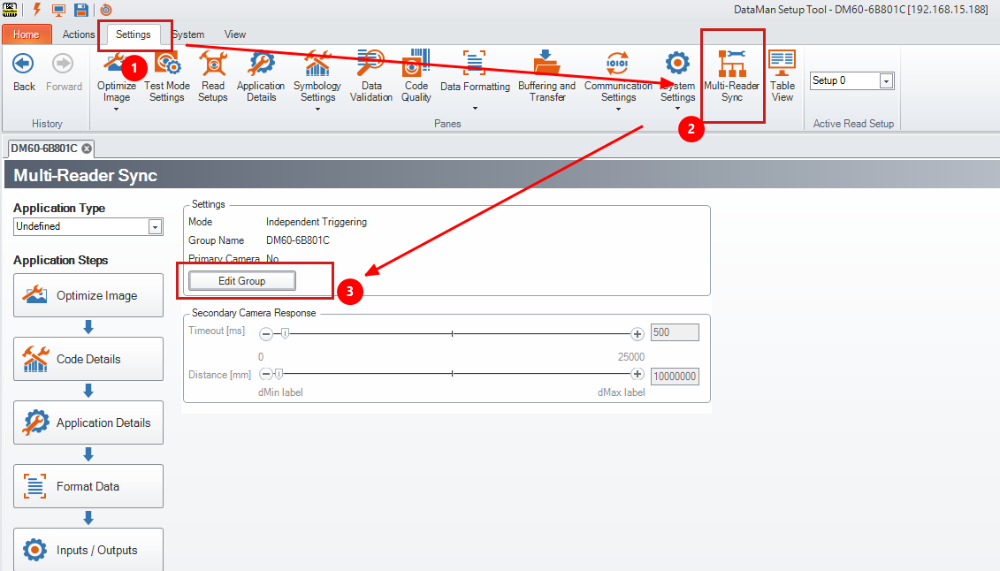 DataMan Setup Tool - DM60-6B801C [192.168.15.188]
Home
Actions
Settings
System
View
1
Back
Forward
Optimize Image
Test Mode Settings
Read Setups
Application Details
Symbology Settings
Data Validation
Code Quality
Data Formatting
Buffering and Transfer
Communication Settings
System Settings
Multi-Reader Sync
Table View
Setup 0
2
History
Panes
Active Read Setup
DM60-6B801C
Multi-Reader Sync
Application Type
Undefined
Application Steps
Optimize Image
Code Details
Application Details
Format Data
Inputs / Outputs
Settings
Mode Independent Triggering
Group Name DM60-6B801C
Primary Camera No
Edit Group
3
Secondary Camera Response
Timeout [ms]
500
0
25000
Distance [mm]
10000000
dMin label
dMax label